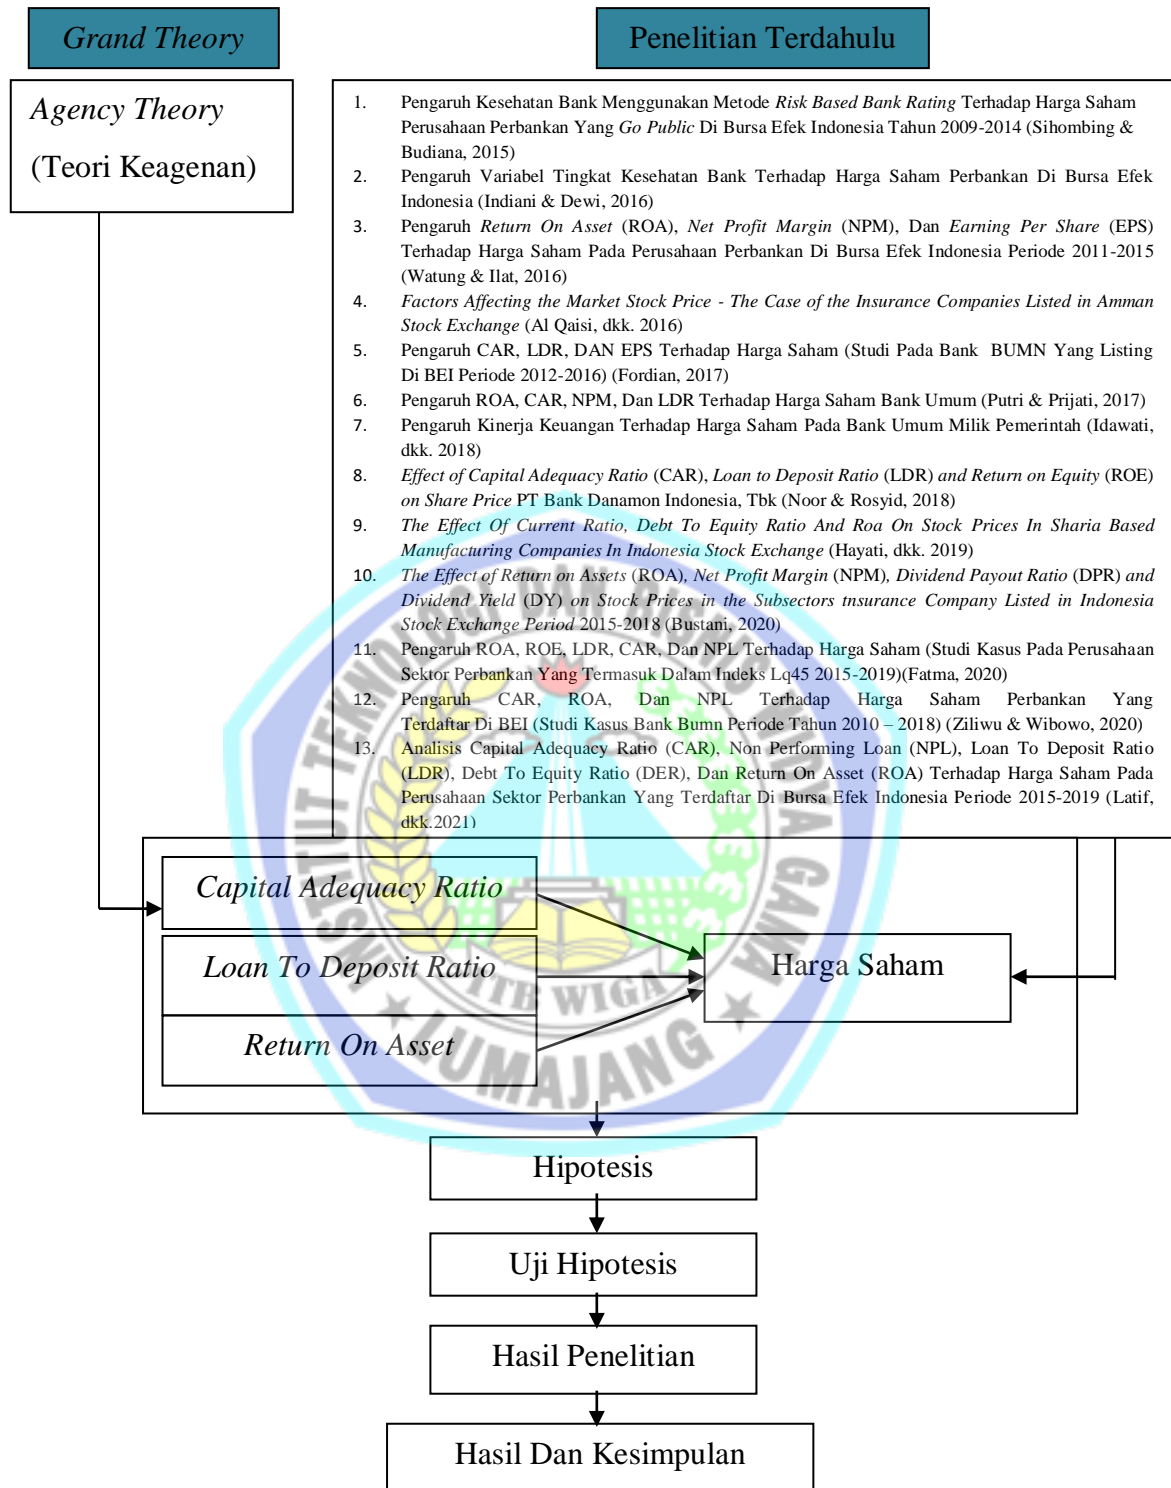 Grand Theory
Penelitian Terdahulu
Agency Theory
(Teori Keagenan)
1. Pengaruh Kesehatan Bank Menggunakan Metode Risk Based Bank Rating Terhadap Harga Saham
Perusahaan Perbankan Yang Go Public Di Bursa Efek Indonesia Tahun 2009-2014 (Sihombing &
Budiana, 2015)
2. Pengaruh Variabel Tingkat Kesehatan Bank Terhadap Harga Saham Perbankan Di Bursa Efek
Indonesia (Indiani & Dewi, 2016)
3. Pengaruh Return On Asset (ROA), Net Profit Margin (NPM), Dan Earning Per Share (EPS)
Terhadap Harga Saham Pada Perusahaan Perbankan Di Bursa Efek Indonesia Periode 2011-2015
(Watung & Ilat, 2016)
4. Factors Affecting the Market Stock Price - The Case of the Insurance Companies Listed in Amman
Stock Exchange (Al Qaisi, dkk. 2016)
5. Pengaruh CAR, LDR, DAN EPS Terhadap Harga Saham (Studi Pada Bank BUMN Yang Listing
Di BEI Periode 2012-2016) (Fordian, 2017)
6. Pengaruh ROA, CAR, NPM, Dan LDR Terhadap Harga Saham Bank Umum (Putri & Prijati, 2017)
7. Pengaruh Kinerja Keuangan Terhadap Harga Saham Pada Bank Umum Milik Pemerintah (Idawati,
dkk. 2018)
8. Effect of Capital Adequacy Ratio (CAR), Loan to Deposit Ratio (LDR) and Return on Equity (ROE)
on Share Price PT Bank Danamon Indonesia, Tbk (Noor & Rosyid, 2018)
9. The Effect Of Current Ratio, Debt To Equity Ratio And Roa On Stock Prices In Sharia Based
Manufacturing Companies In Indonesia Stock Exchange (Hayati, dkk. 2019)
10. The Effect of Return on Assets (ROA), Net Profit Margin (NPM), Dividend Payout Ratio (DPR) and
Dividend Yield (DY) on Stock Prices in the Subsectors tnsurance Company Listed in Indonesia
Stock Exchange Period 2015-2018 (Bustani, 2020)
11. Pengaruh ROA, ROE, LDR, CAR, Dan NPL Terhadap Harga Saham (Studi Kasus Pada Perusahaan
Sektor Perbankan Yang Termasuk Dalam Indeks Lq45 2015-2019)(Fatma, 2020)
12. Pengaruh CAR, ROA, Dan NPL Terhadap Harga Saham Perbankan Yang
Terdaftar Di BEI (Studi Kasus Bank Bumn Periode Tahun 2010 – 2018) (Ziliwu & Wibowo, 2020)
13. Analisis Capital Adequacy Ratio (CAR), Non Performing Loan (NPL), Loan To Deposit Ratio
(LDR), Debt To Equity Ratio (DER), Dan Return On Asset (ROA) Terhadap Harga Saham Pada
Perusahaan Sektor Perbankan Yang Terdaftar Di Bursa Efek Indonesia Periode 2015-2019 (Latif,
dkk.2021)
INSTITUT TEKNOLOGI DAN BISNIS WIDYA GAMA
Capital Adequacy Ratio
Loan To Deposit Ratio
Return On Asset
Harga Saham
ITB WIGA
LUMAJANG
Hipotesis
Uji Hipotesis
Hasil Penelitian
Hasil Dan Kesimpulan